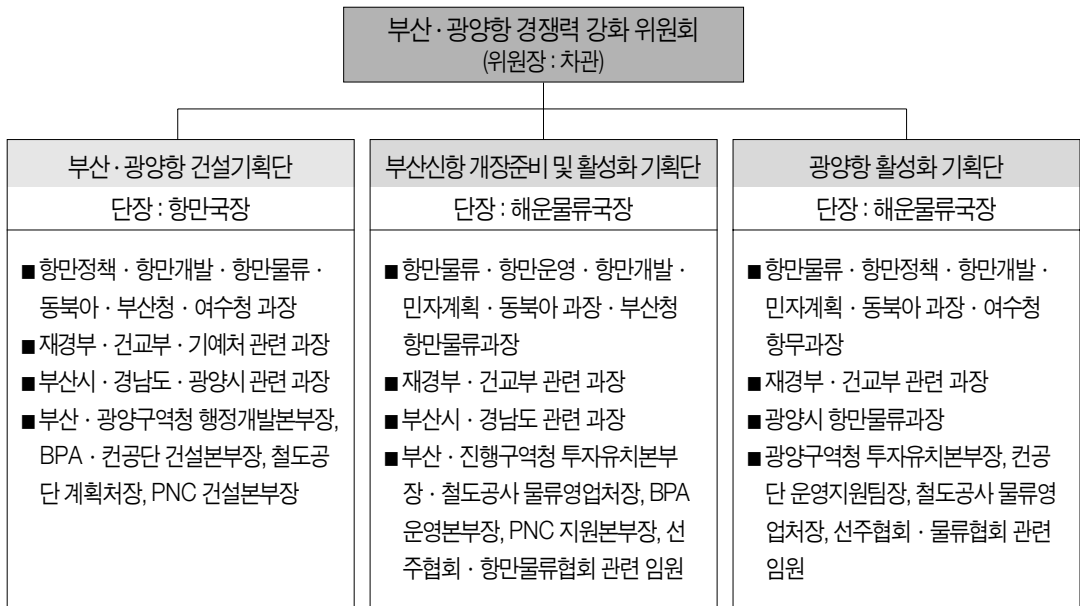 부산 · 광양항 경쟁력 강화 위원회
(위원장 : 차관)
부산 · 광양항 건설기획단
단장 : 항만국장
■ 항만정책 · 항만개발 · 항만물류 ·
동북아 · 부산청 · 여수청 과장
■ 재경부 · 건교부 · 기예처 관련 과장
■ 부산시 · 경남도 · 광양시 관련 과장
■ 부산 · 광양구역청 행정개발본부장,
BPA · 컨공단 건설본부장, 철도공
단 계획처장, PNC 건설본부장
부산신항 개장준비 및 활성화 기획단
단장 : 해운물류국장
■ 항만물류 · 항만운영 · 항만개발 ·
민자계획 · 동북아 과장 · 부산청
항만물류과장
■ 재경부 · 건교부 관련 과장
■ 부산시 · 경남도 관련 과장
■ 부산 · 진행구역청 투자유치본부
장 · 철도공사 물류영업처장, BPA
운영본부장, PNC 지원본부장, 선
주협회 · 항만물류협회 관련 임원
광양항 활성화 기획단
단장 : 해운물류국장
■ 항만물류 · 항만정책 · 항만개발 ·
민자계획 · 동북아 과장 · 여수청
항무과장
■ 재경부 · 건교부 관련 과장
■ 광양시 항만물류과장
■ 광양구역청 투자유치본부장, 컨공
단 운영지원팀장, 철도공사 물류영
업처장, 선주협회 · 물류협회 관련
임원